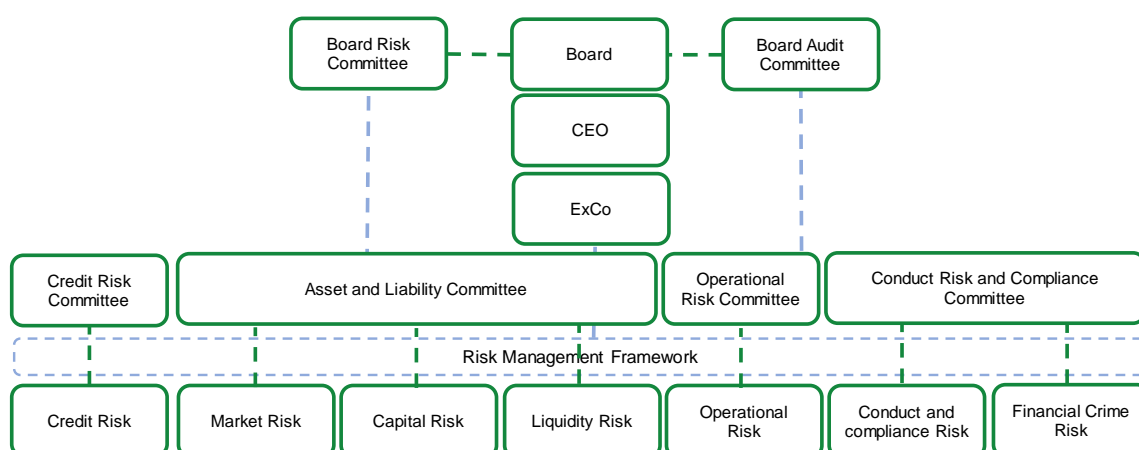 Board Risk
Committee
Board
Board Audit
Committee
CEO
ExCo
Credit Risk
Committee
Asset and Liability Committee
Operational
Risk Committee
Conduct Risk and Compliance
Committee
Risk Management Framework
Credit Risk
Market Risk
Capital Risk
Liquidity Risk
Operational
Risk
Conduct and
compliance Risk
Financial Crime
Risk